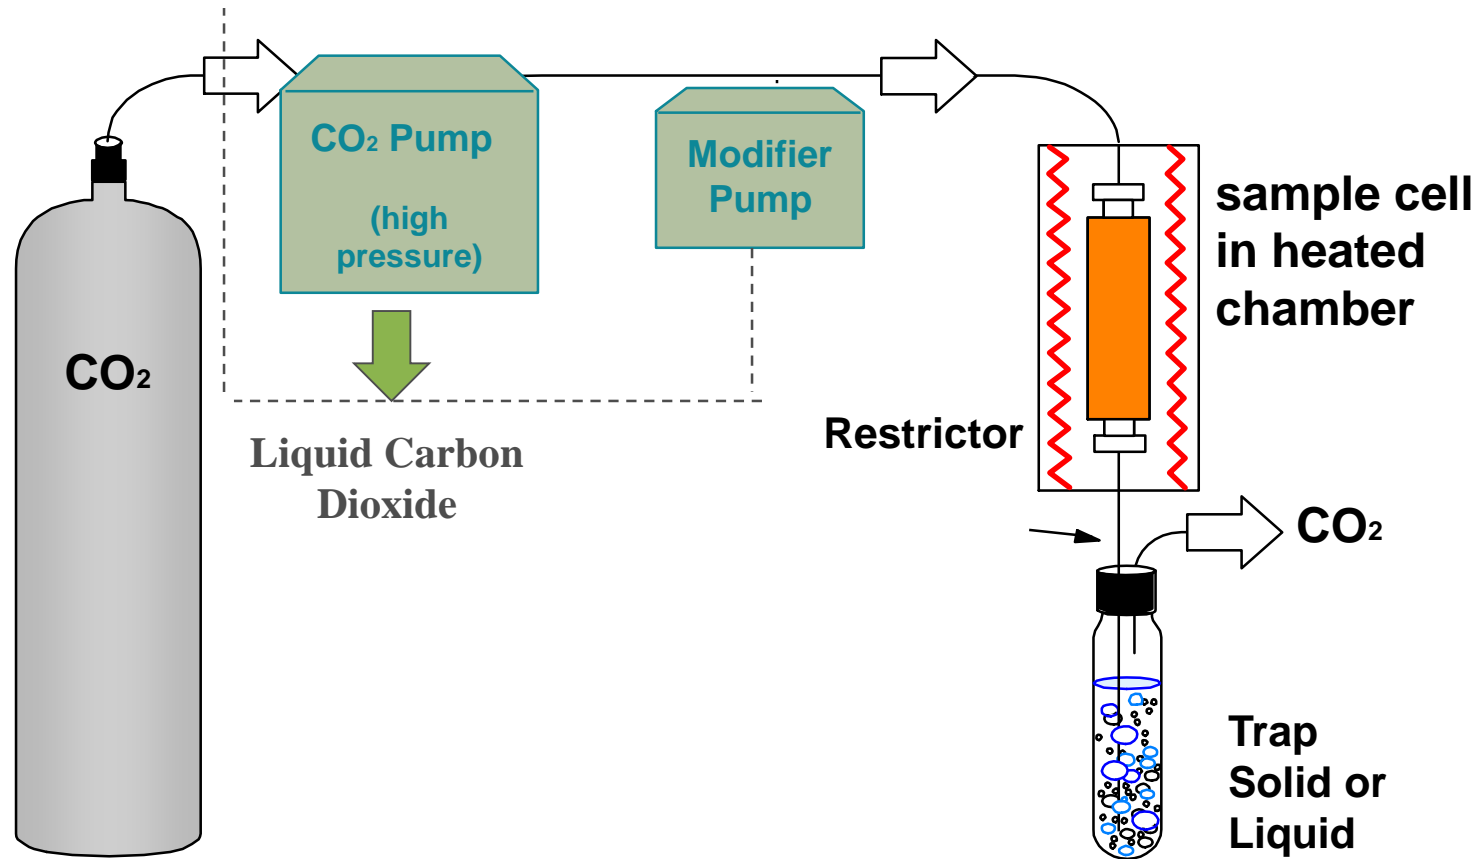 CO₂
CO₂ Pump
(high
pressure)
Modifier
Pump
sample cell
in heated
chamber
Liquid Carbon
Dioxide
Restrictor
CO₂
Trap
Solid or
Liquid